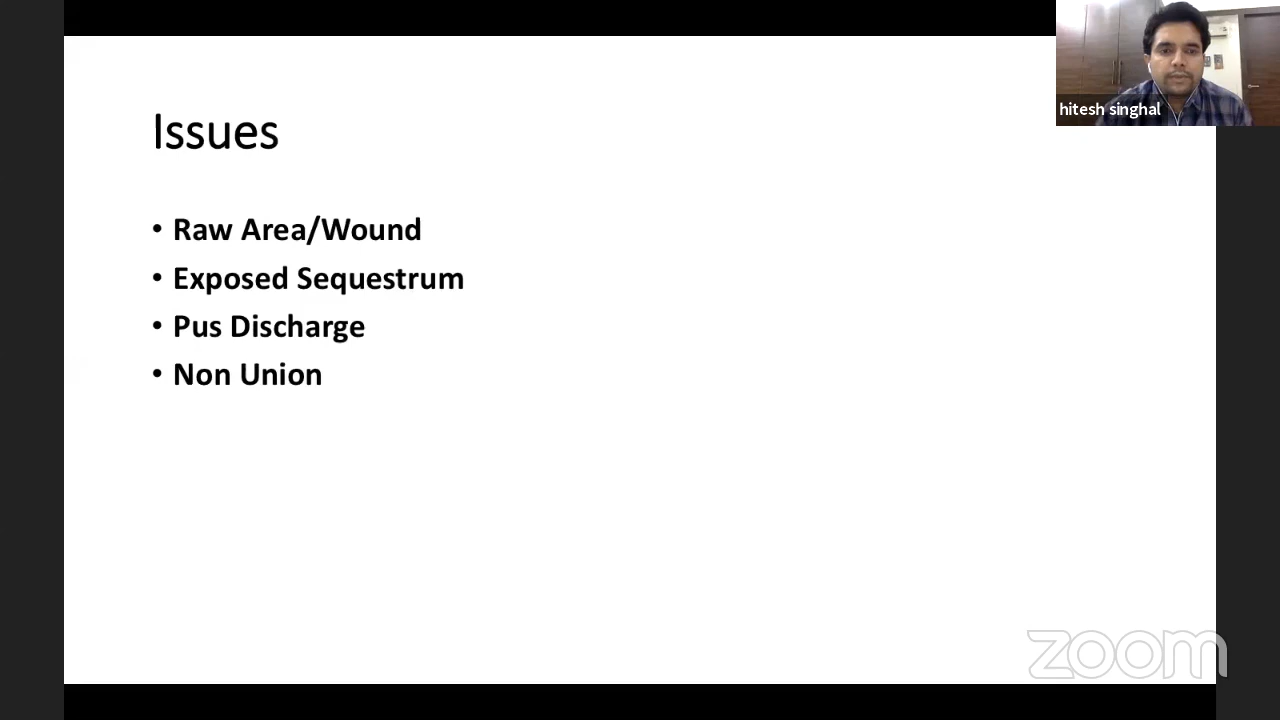 hitesh singhal
Issues
• Raw Area/Wound
• Exposed Sequestrum
• Pus Discharge
• Non Union
zoom